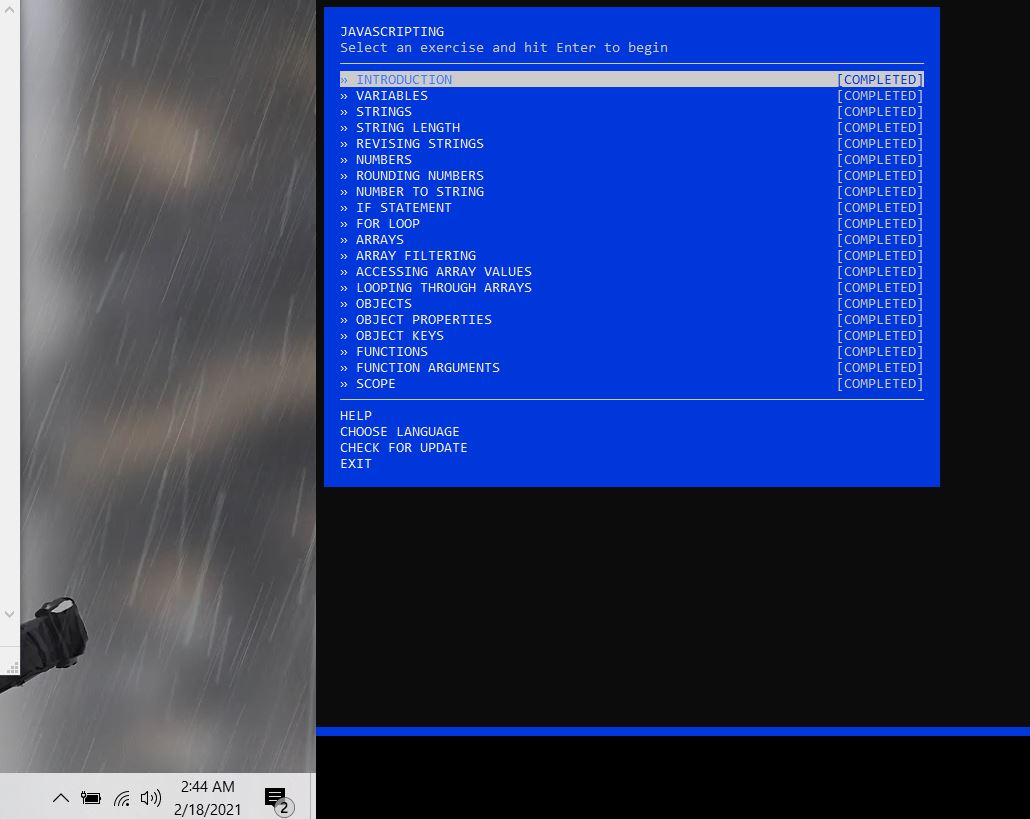 JAVASCRIPTING
Select an exercise and hit Enter to begin
» INTRODUCTION [COMPLETED]
» VARIABLES [COMPLETED]
» STRINGS [COMPLETED]
» STRING LENGTH [COMPLETED]
» REVISING STRINGS [COMPLETED]
» NUMBERS [COMPLETED]
» ROUNDING NUMBERS [COMPLETED]
» NUMBER TO STRING [COMPLETED]
» IF STATEMENT [COMPLETED]
» FOR LOOP [COMPLETED]
» ARRAYS [COMPLETED]
» ARRAY FILTERING [COMPLETED]
» ACCESSING ARRAY VALUES [COMPLETED]
» LOOPING THROUGH ARRAYS [COMPLETED]
» OBJECTS [COMPLETED]
» OBJECT PROPERTIES [COMPLETED]
» OBJECT KEYS [COMPLETED]
» FUNCTIONS [COMPLETED]
» FUNCTION ARGUMENTS [COMPLETED]
» SCOPE [COMPLETED]
HELP
CHOOSE LANGUAGE
CHECK FOR UPDATE
EXIT
2:44 AM
2/18/2021
2